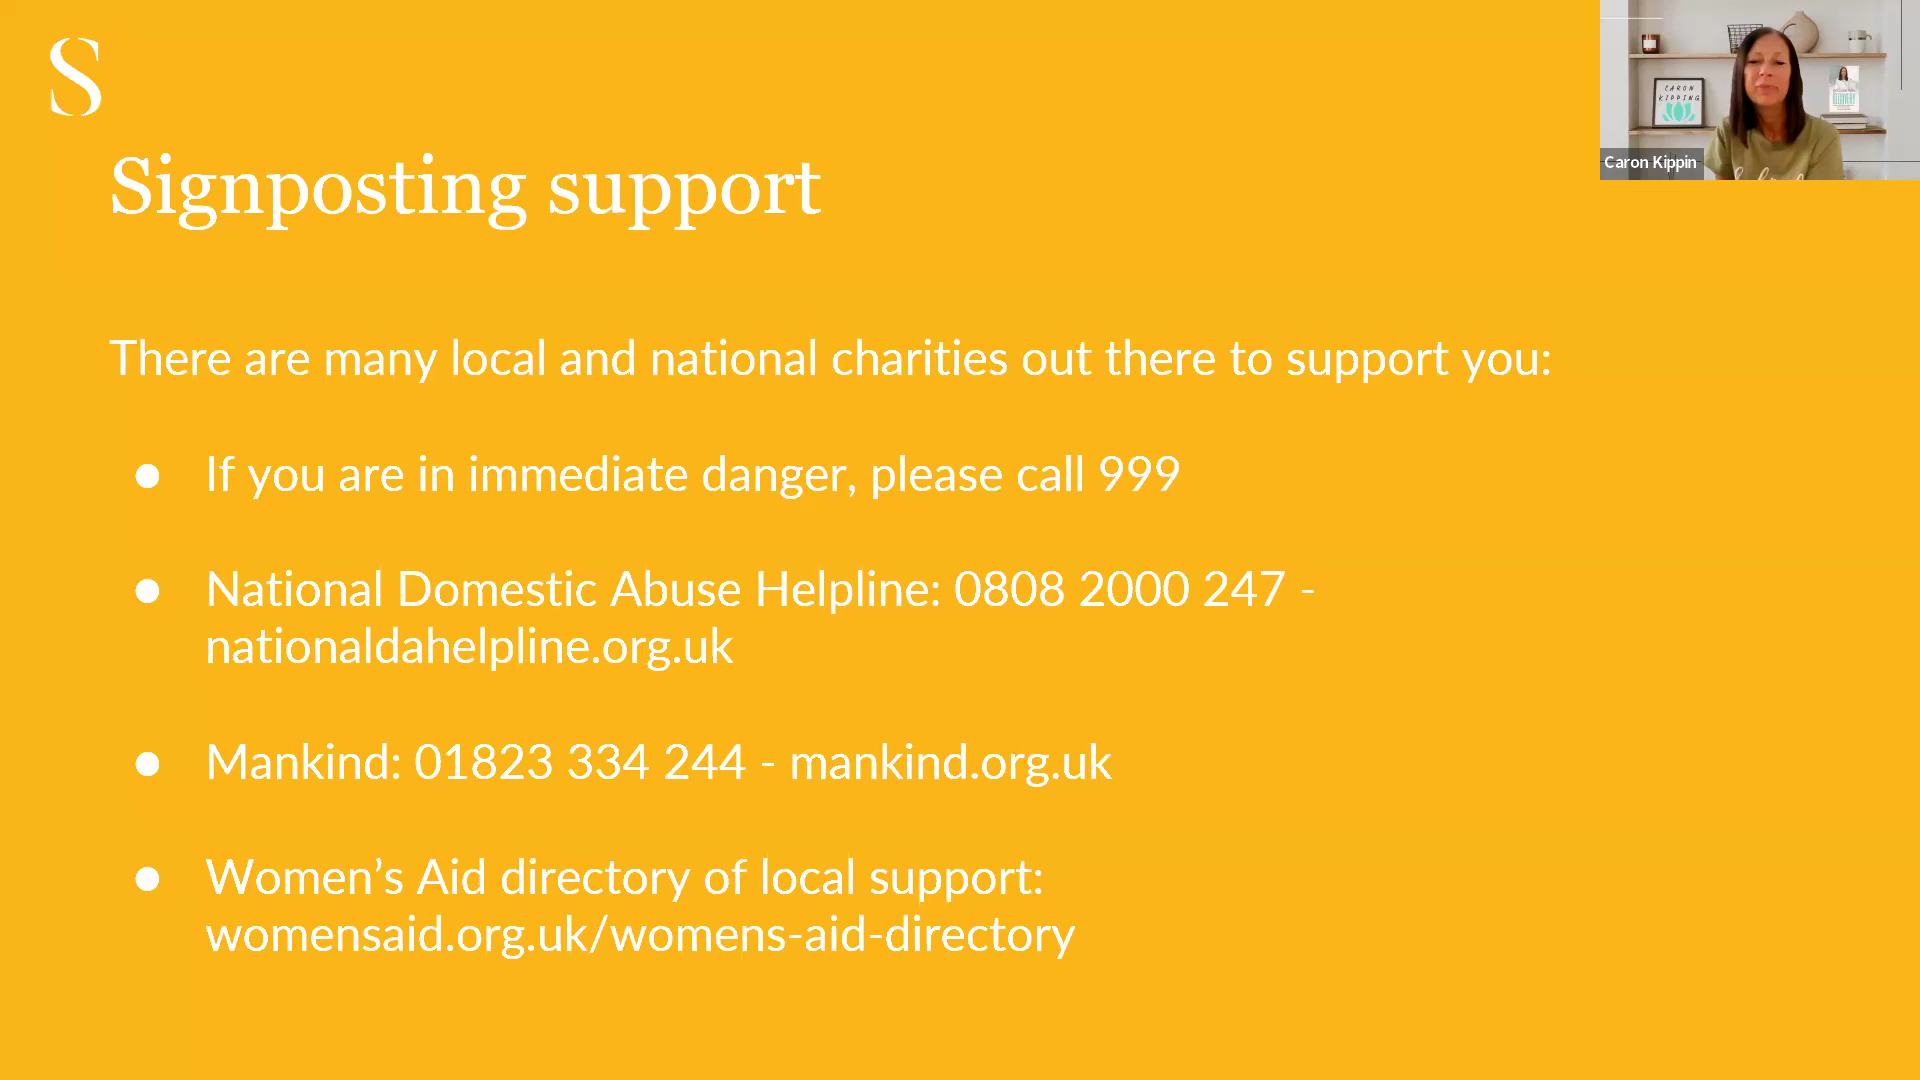 S
Caron Kippin
CARON
KIPPING
Signposting support
There are many local and national charities out there to support you:
● If you are in immediate danger, please call 999
● National Domestic Abuse Helpline: 0808 2000 247 -
nationaldahelpline.org.uk
● Mankind: 01823 334 244 - mankind.org.uk
● Women’s Aid directory of local support:
womensaid.org.uk/womens-aid-directory